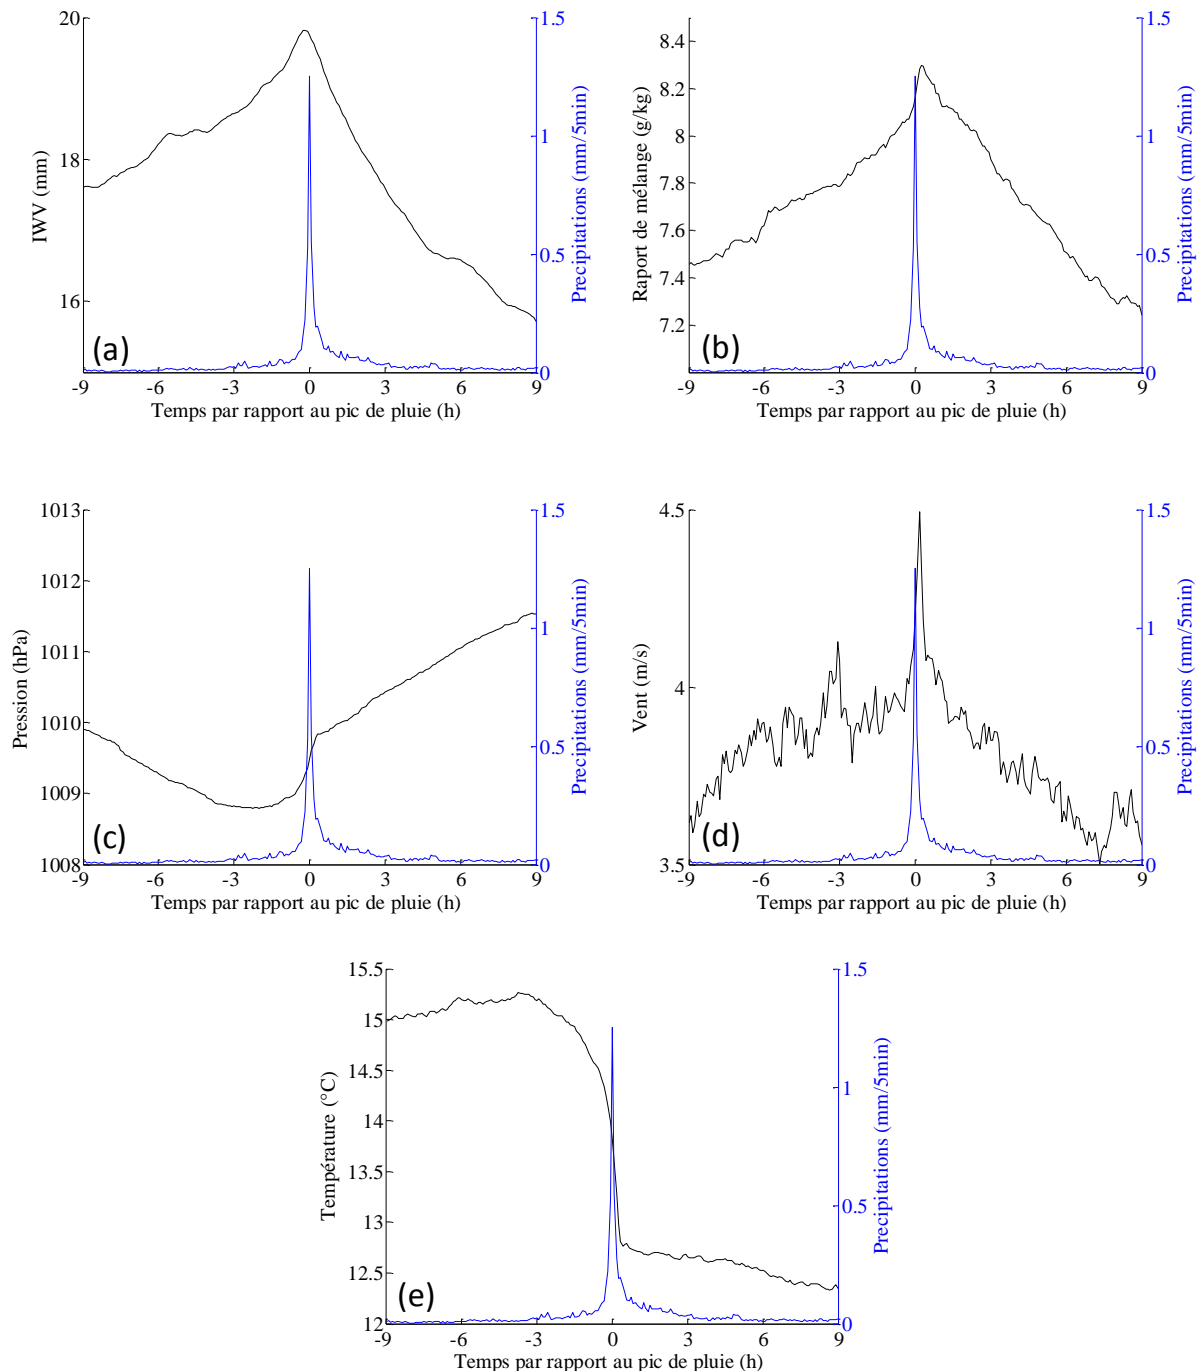 20
18
16
IWV (mm)
1.5
1
0.5
0
Precipitations (mm/5min)
(a)
-9 -6 -3 0 3 6 9
Temps par rapport au pic de pluie (h)
8.4
8.2
8
7.8
7.6
7.4
7.2
Raport de mélange (g/kg)
1.5
1
0.5
0
Precipitations (mm/5min)
(b)
-9 -6 -3 0 3 6 9
Temps par rapport au pic de pluie (h)
1013
1012
1011
1010
1009
1008
Pression (hPa)
1.5
1
0.5
0
Precipitations (mm/5min)
(c)
-9 -6 -3 0 3 6 9
Temps par rapport au pic de pluie (h)
4.5
4
3.5
Vent (m/s)
1.5
1
0.5
0
Precipitations (mm/5min)
(d)
-9 -6 -3 0 3 6 9
Temps par rapport au pic de pluie (h)
15.5
15
14.5
14
13.5
13
12.5
12
Température (°C)
1.5
1
0.5
0
Precipitations (mm/5min)
(e)
-9 -6 -3 0 3 6 9
Temps par rapport au pic de pluie (h)